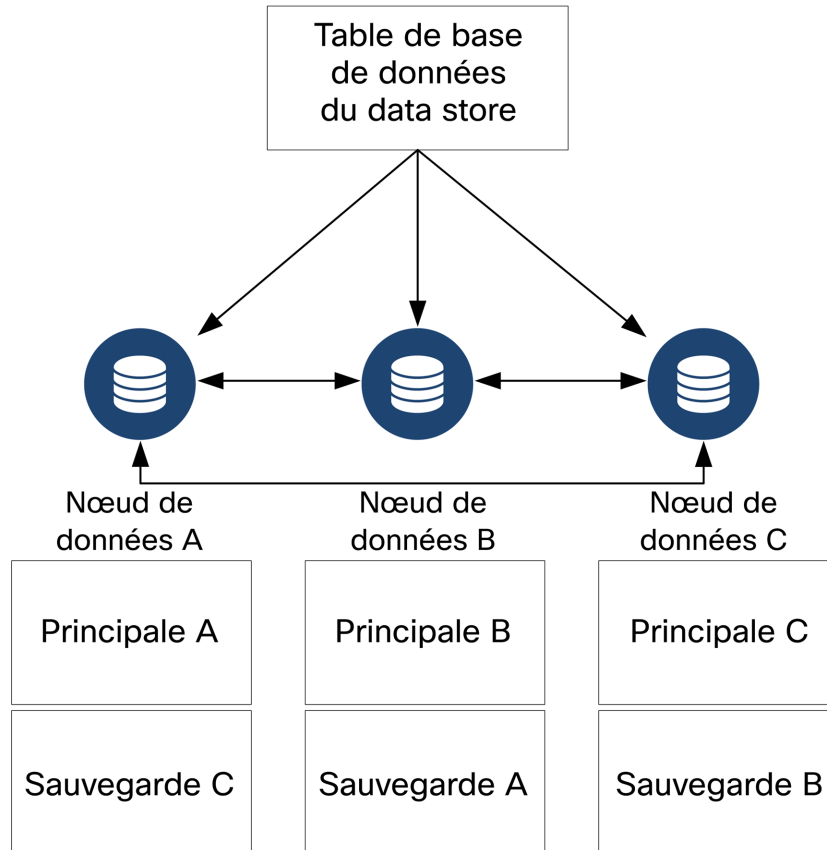 Table de base
de données
du data store
Nœud de
données A
Nœud de
données B
Nœud de
données C
Principale A
Principale B
Principale C
Sauvegarde C
Sauvegarde A
Sauvegarde B